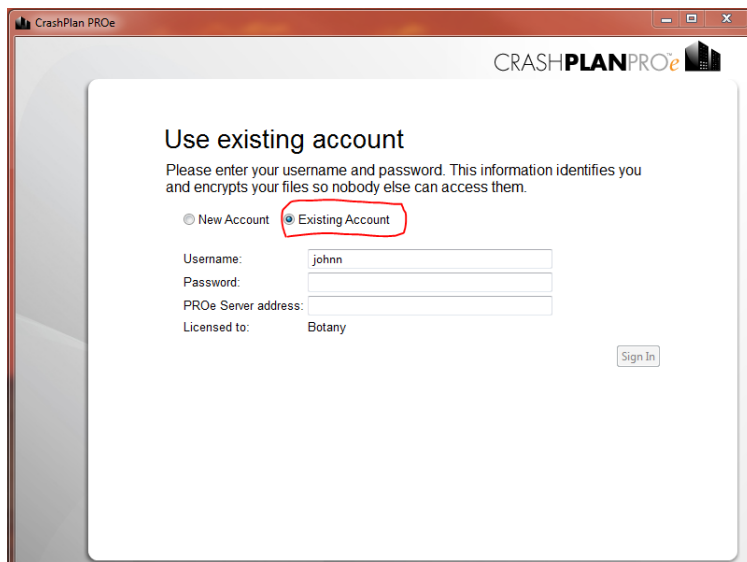 CrashPlan PROe
CRASHPLANPRO™e
Use existing account
Please enter your username and password. This information identifies you
and encrypts your files so nobody else can access them.
New Account Existing Account
Username: johnn
Password:
PROe Server address:
Licensed to: Botany
Sign In